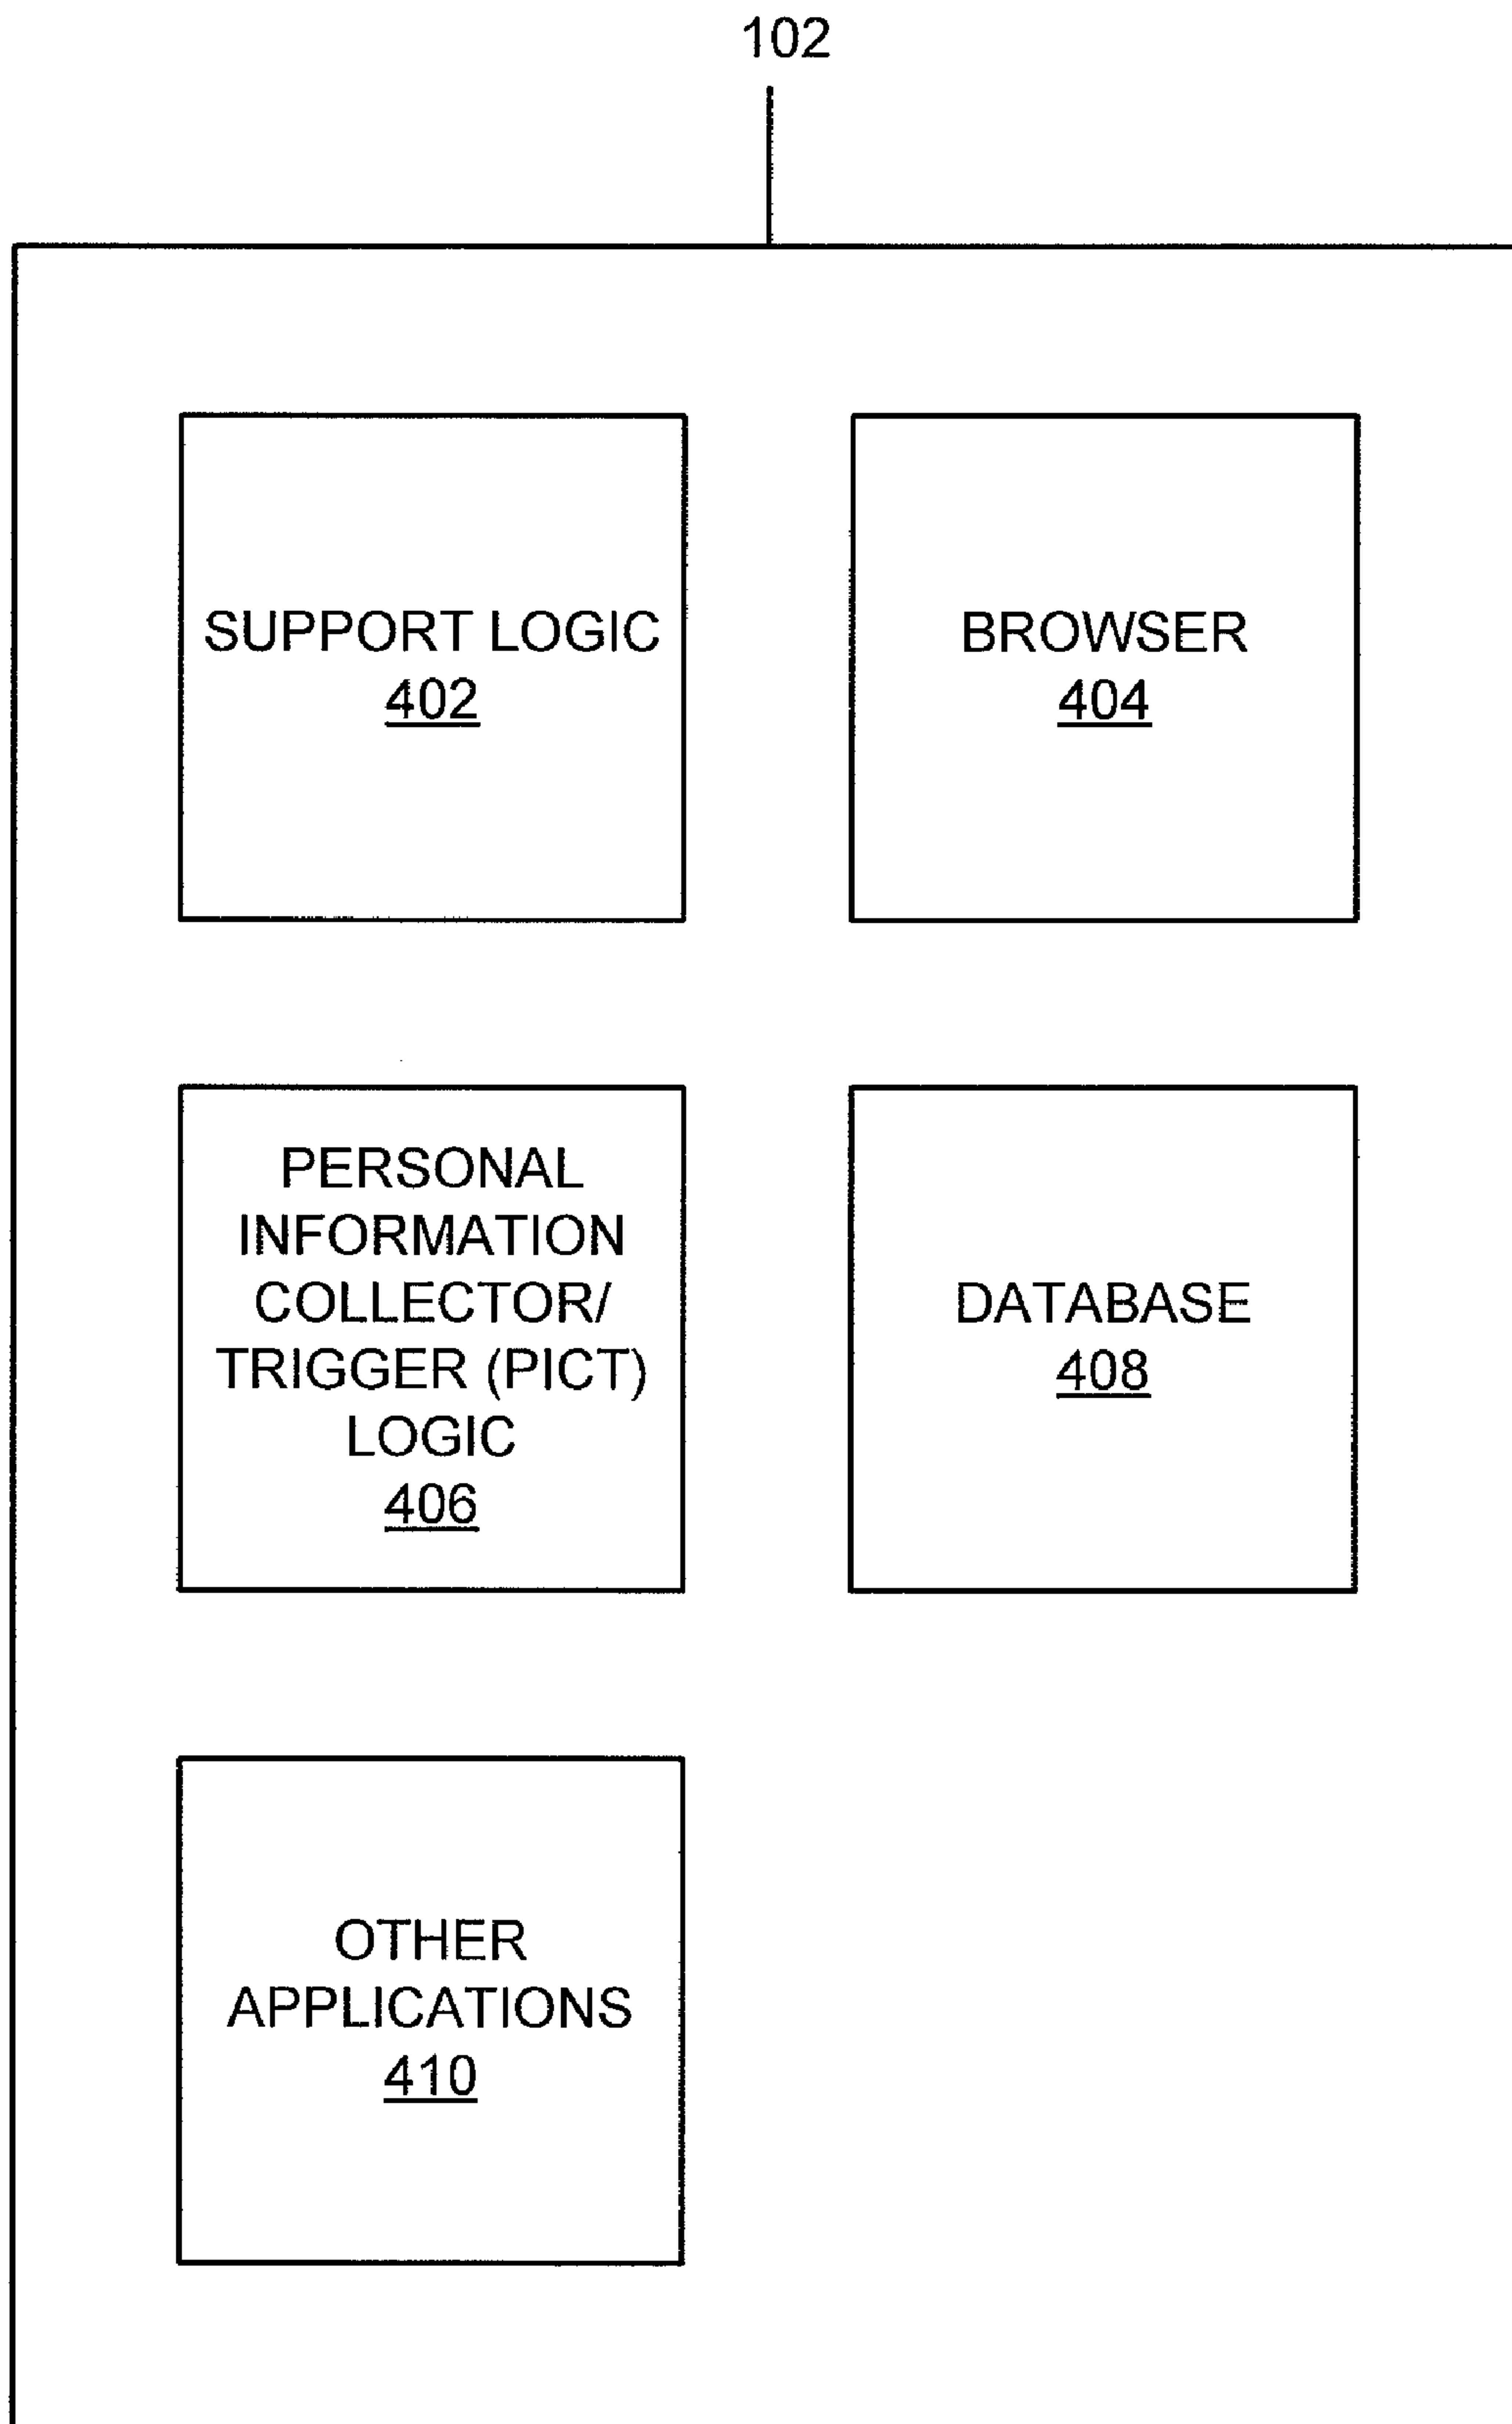 102
SUPPORT LOGIC
402
BROWSER
404
PERSONAL
INFORMATION
COLLECTOR/
TRIGGER (PICT)
LOGIC
406
DATABASE
408
OTHER
APPLICATIONS
410